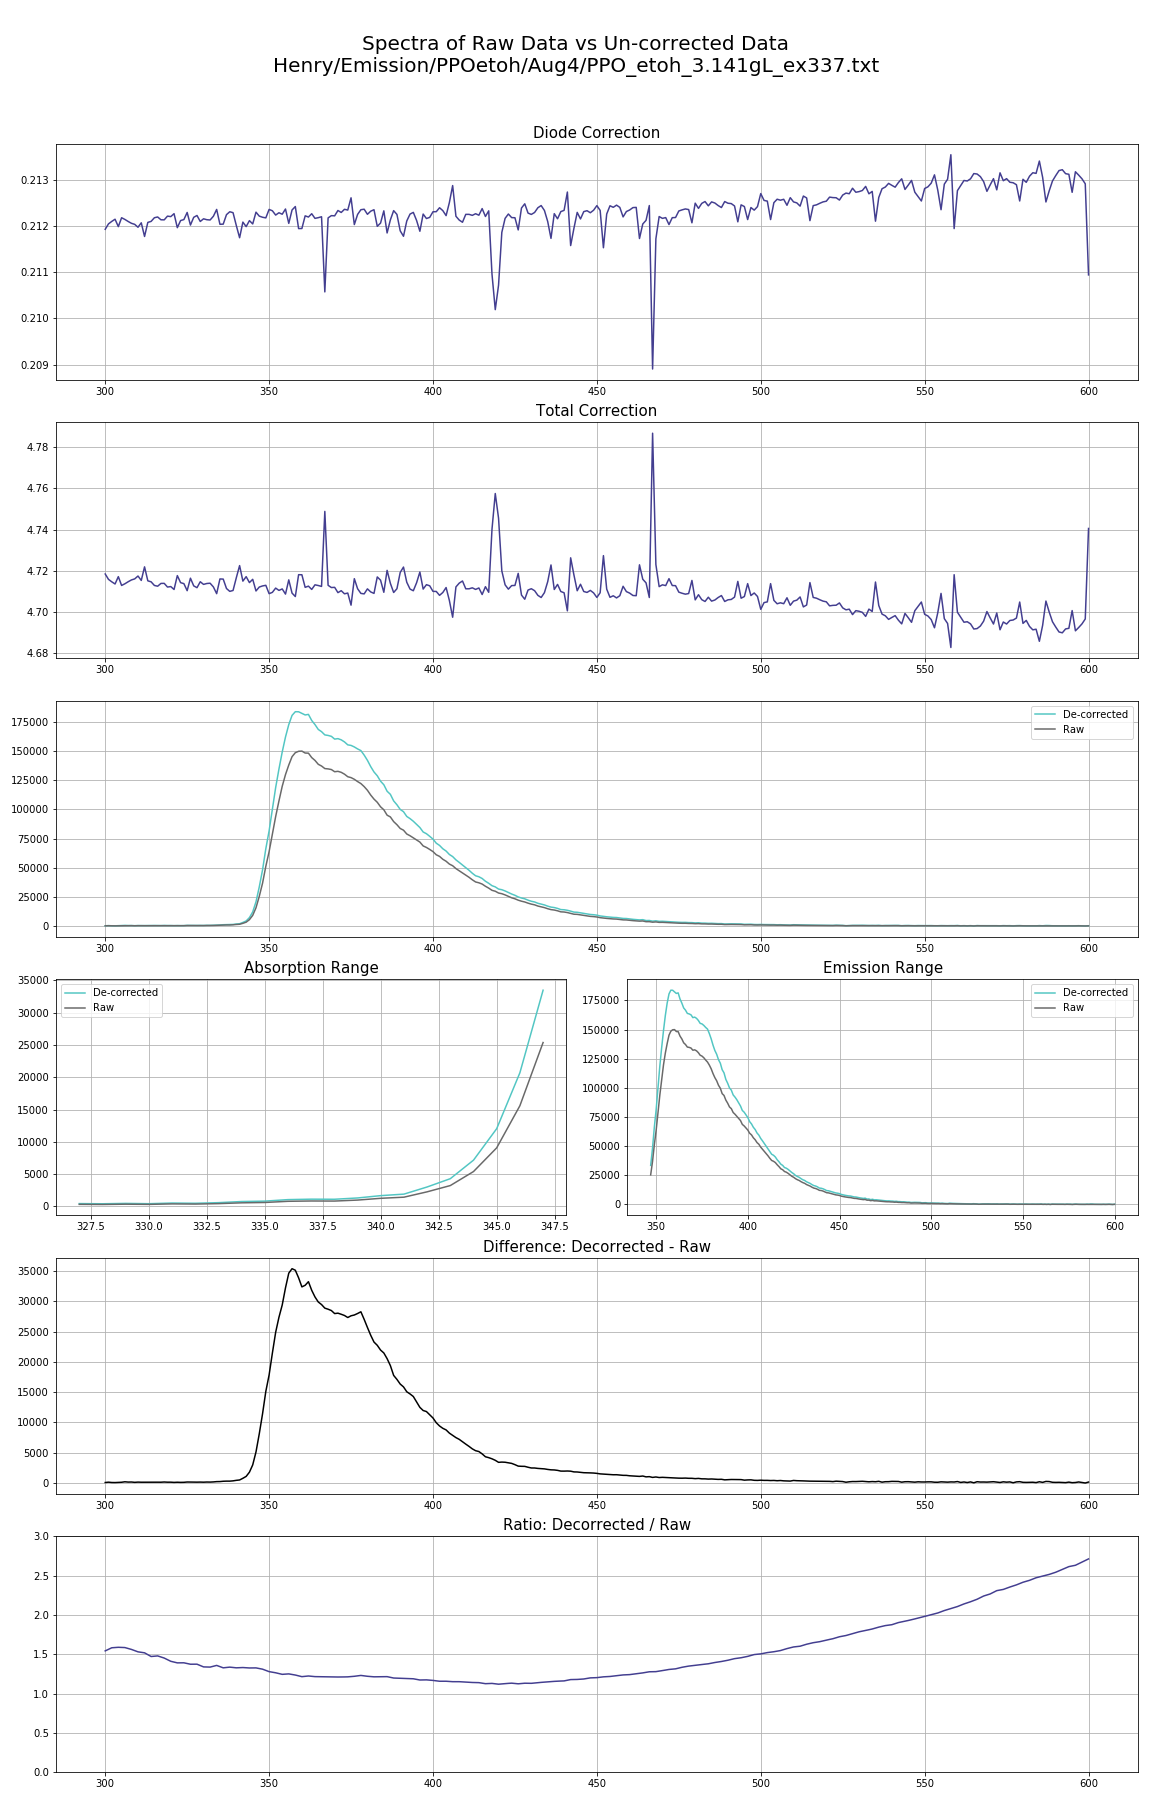 Spectra of Raw Data vs Un-corrected Data
Henry/Emission/PPOetoh/Aug4/PPO_etoh_3.141gL_ex337.txt
Diode Correction
0.213
0.212
0.211
0.210
0.209
300 350 400 450 500 550 600
Total Correction
4.78
4.76
4.74
4.72
4.70
4.68
300 350 400 450 500 550 600
De-corrected
Raw
175000
150000
125000
100000
75000
50000
25000
0
300 350 400 450 500 550 600
Absorption Range
De-corrected
Raw
35000
30000
25000
20000
15000
10000
5000
0
327.5 330.0 332.5 335.0 337.5 340.0 342.5 345.0 347.5
Emission Range
De-corrected
Raw
175000
150000
125000
100000
75000
50000
25000
0
350 400 450 500 550 600
Difference: Decorrected - Raw
35000
30000
25000
20000
15000
10000
5000
0
300 350 400 450 500 550 600
Ratio: Decorrected / Raw
3.0
2.5
2.0
1.5
1.0
0.5
0.0
300 350 400 450 500 550 600